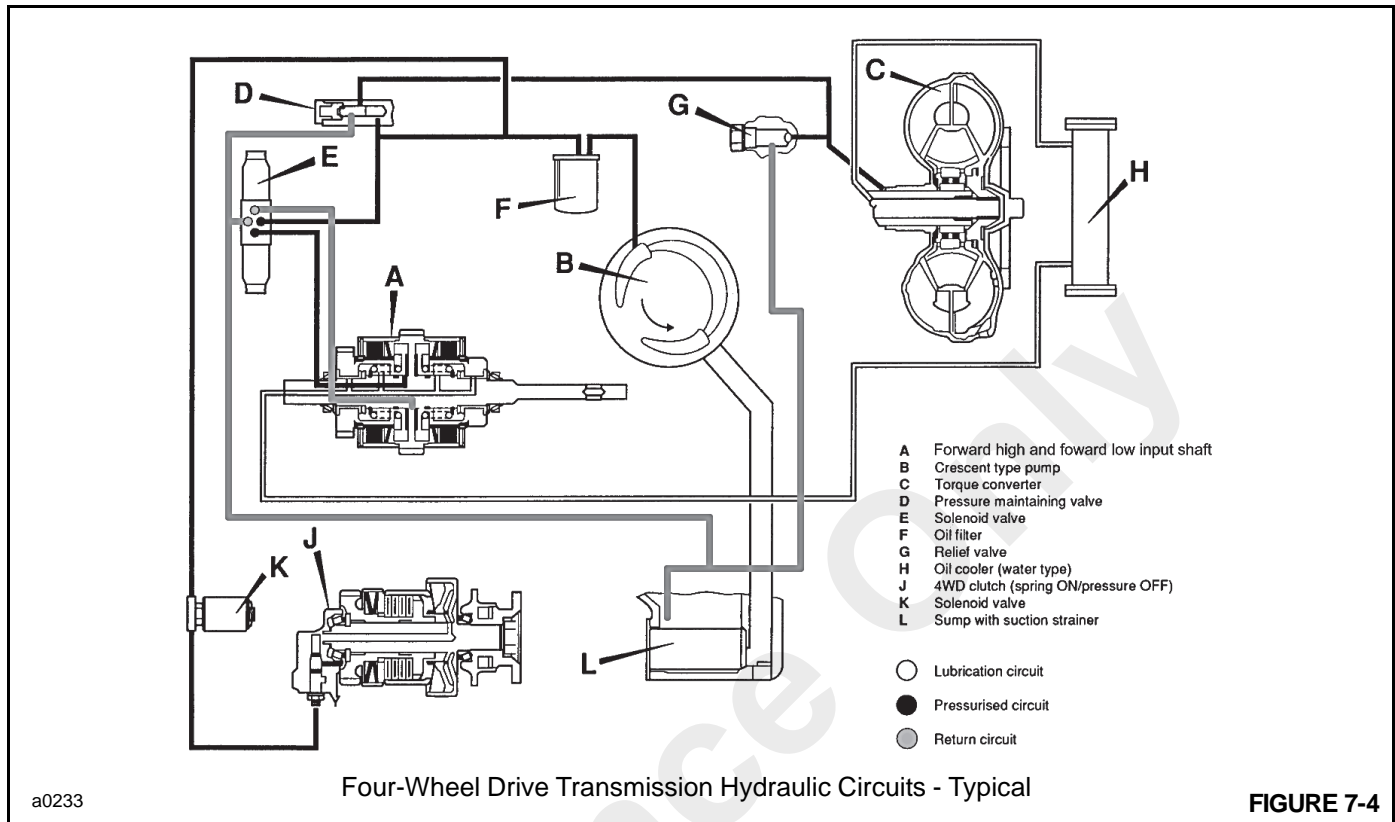 D
E
G
C
H
F
B
A
J
K
L
A Forward high and foward low input shaft
B Crescent type pump
C Torque converter
D Pressure maintaining valve
E Solenoid valve
F Oil filter
G Relief valve
H Oil cooler (water type)
J 4WD clutch (spring ON/pressure OFF)
K Solenoid valve
L Sump with suction strainer
Lubrication circuit
Pressurised circuit
Return circuit
Four-Wheel Drive Transmission Hydraulic Circuits - Typical
a0233
FIGURE 7-4